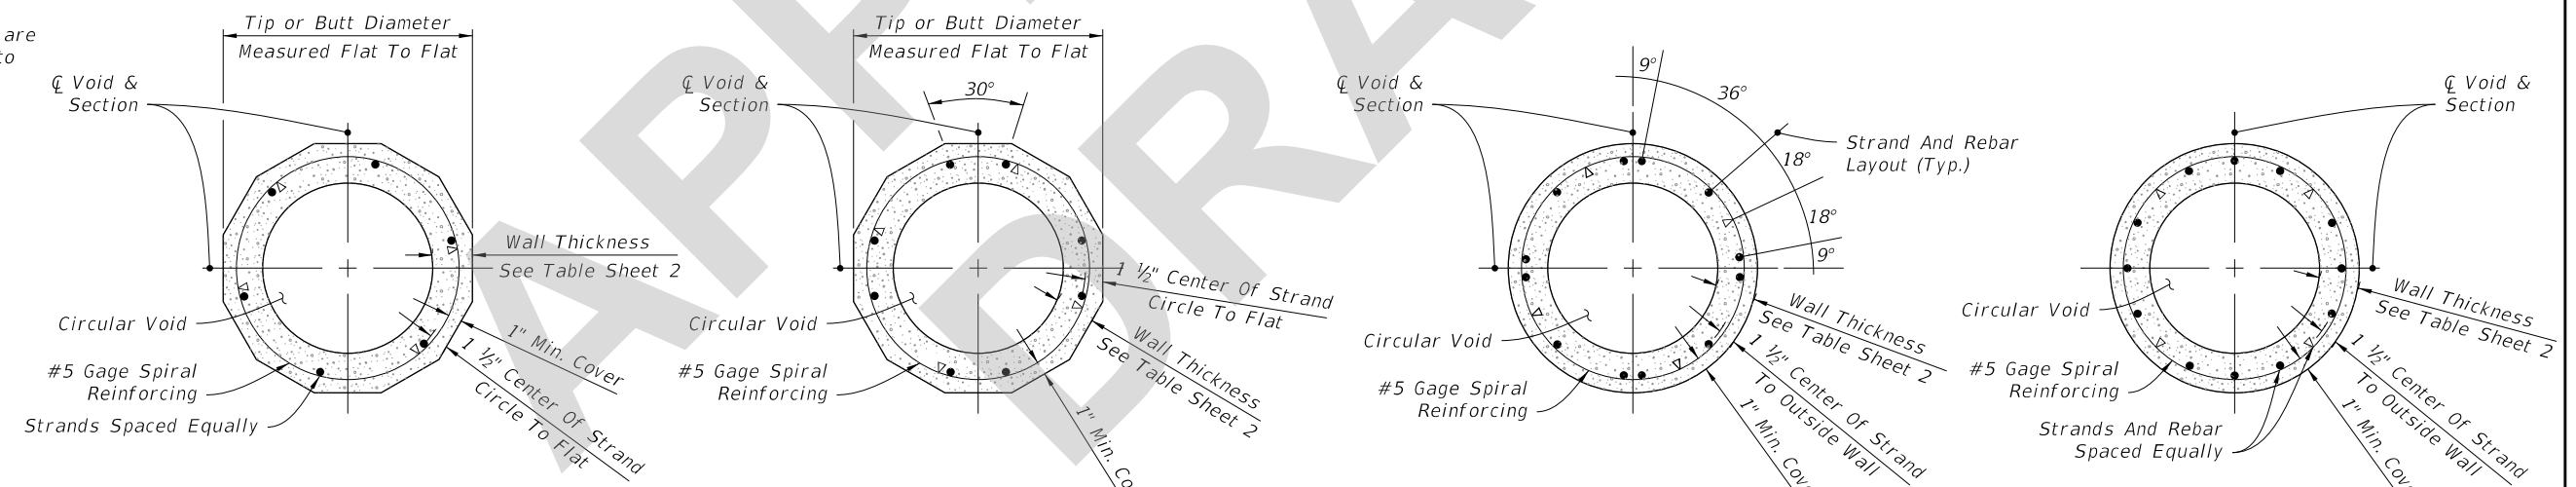 are
to
Tip or Butt Diameter
Measured Flat To Flat
℄ Void &
Section
Wall Thickness
See Table Sheet 2
Circular Void
#5 Gage Spiral
Reinforcing
Strands Spaced Equally
1" Min. Cover
1 ½" Center Of Strand
Circle To Flat
Tip or Butt Diameter
Measured Flat To Flat
℄ Void &
Section
30°
1 ½" Center Of Strand
Circle To Flat
Circular Void
#5 Gage Spiral
Reinforcing
Wall Thickness
See Table Sheet 2
1" Min. Co
℄ Void &
Section
9°
36°
18°
18°
9°
Strand And Rebar
Layout (Typ.)
Circular Void
#5 Gage Spiral
Reinforcing
Wall Thickness
See Table Sheet 2
1 ½" Center Of Strand
To Outside Wall
1" Min. Cov
℄ Void &
Section
Circular Void
#5 Gage Spiral
Reinforcing
Strands And Rebar
Spaced Equally
Wall Thickness
See Table Sheet 2
1 ½" Center Of Strand
To Outside Wall
1" Min. Cov